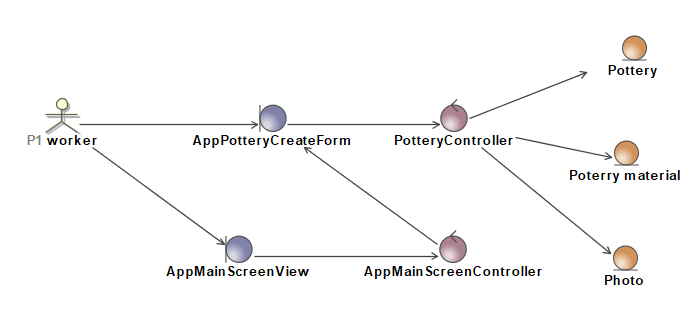 Pottery
P1 worker
AppPotteryCreateForm
PotteryController
Poterry material
AppMainScreenView
AppMainScreenController
Photo